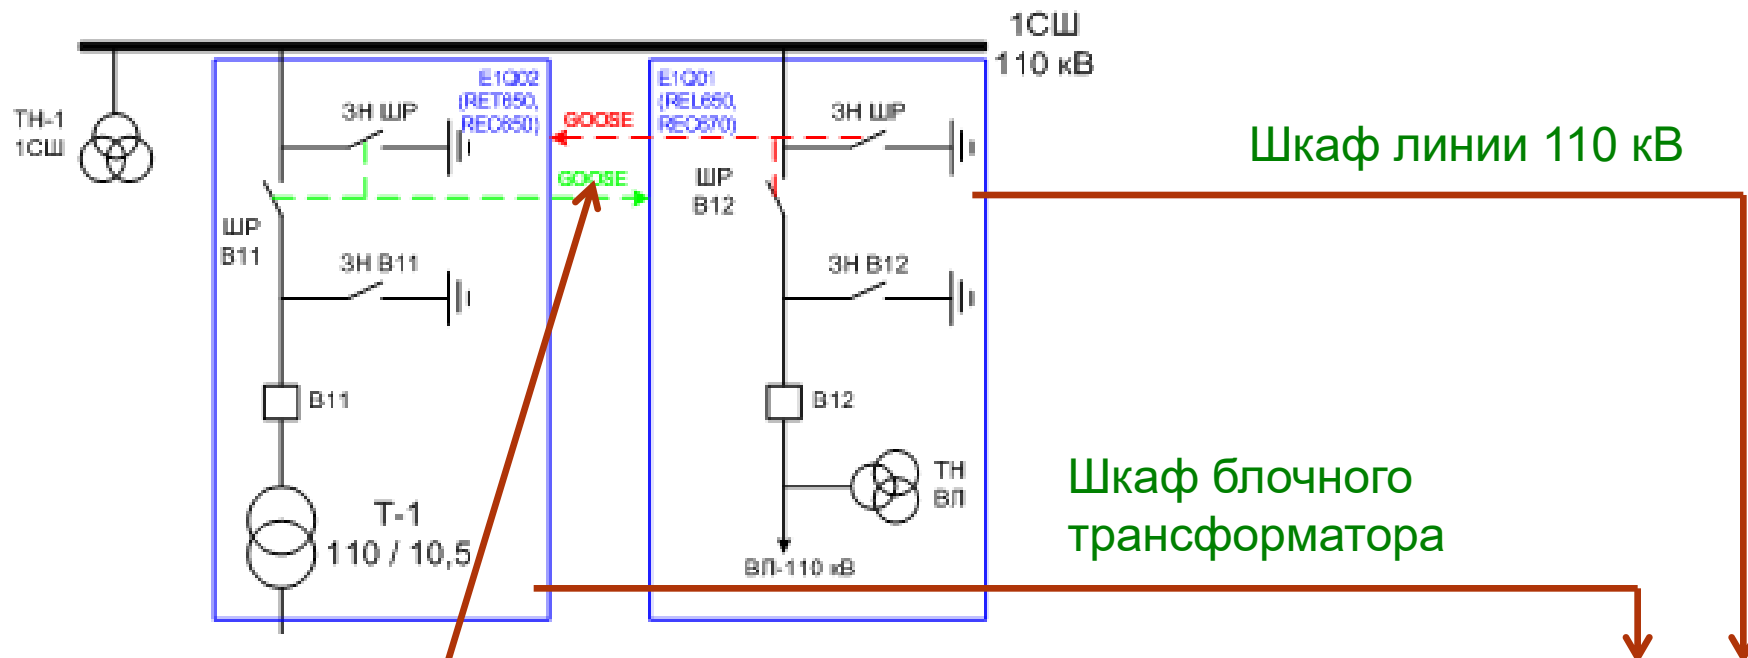 1СШ
110 кВ
ТН-1
1СШ
E1Q02
(RET650,
REC650)
ЗН ШР
GOOSE
GOOSE
E1Q01
(REL650,
REC670)
ЗН ШР
ШР
В11
ШР
В12
ЗН В11
ЗН В12
В11
В12
Т-1
110 / 10,5
ТН
ВЛ
ВЛ-110 кВ
Шкаф линии 110 кВ
Шкаф блочного
трансформатора